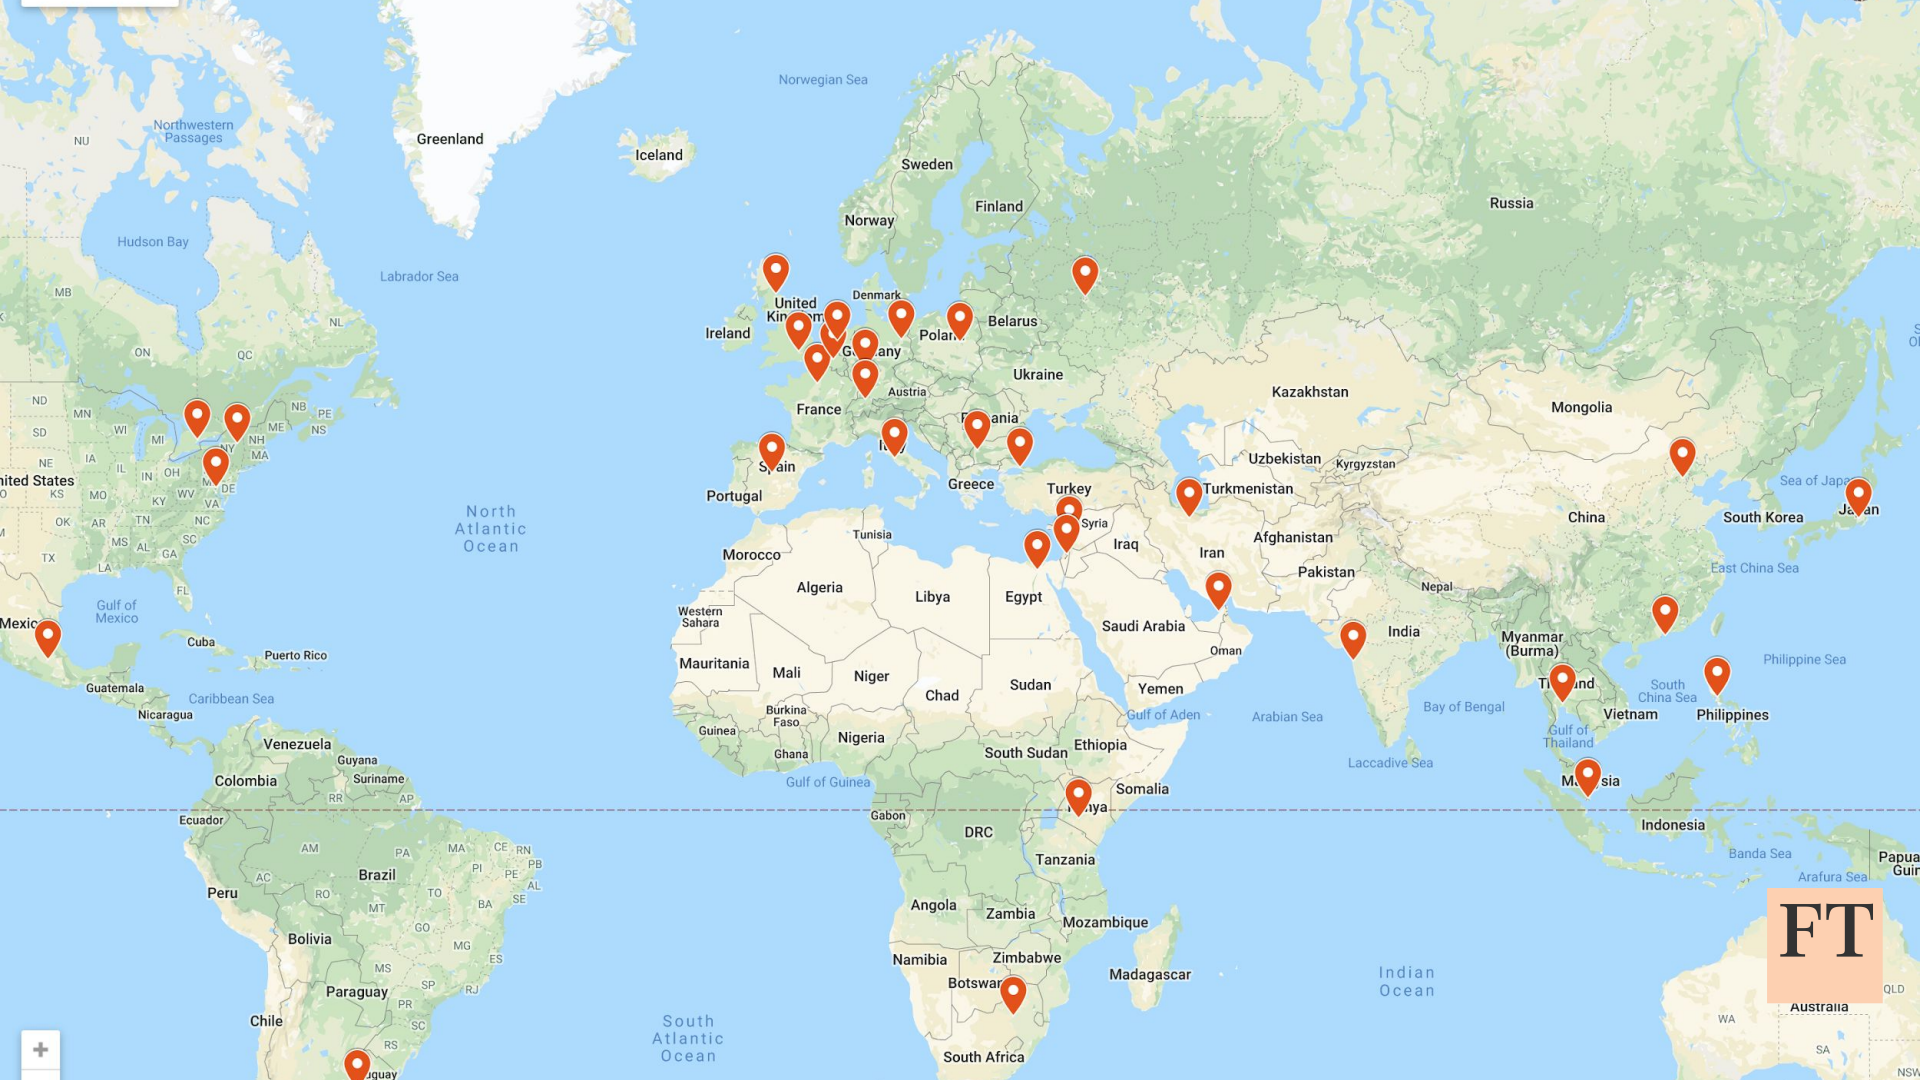 Norwegian Sea
Northwestern
Passages
NU
Greenland
Iceland
Sweden
Russia
Finland
Norway
Hudson Bay
Labrador Sea
MB
Denmark
United
Ireland
Belarus
NL
ON
QC
Germany
Ukraine
Austria
Kazakhstan
ND
MN
NB
PE
NS
WI
MI
ME
NH
NY
MA
France
Mongolia
SD
NE
IA
IL
IN
OH
Uzbekistan
Kyrgyzstan
Spain
United States
KS
MO
WV
KY
VA
DE
Portugal
Greece
Turkey
Turkmenistan
Sea of Japan
Japan
North
Atlantic
Ocean
OK
AR
TN
NC
SC
MS
AL
GA
TX
LA
Tunisia
Syria
Iraq
Iran
Afghanistan
China
South Korea
Morocco
Algeria
Libya
Egypt
Pakistan
Nepal
East China Sea
FL
Gulf of
Mexico
Western
Sahara
Saudi Arabia
India
Myanmar
(Burma)
Mexico
Cuba
Puerto Rico
Oman
Mauritania
Mali
Niger
Chad
Sudan
Yemen
Philippine Sea
Guatemala
Caribbean Sea
Nicaragua
Burkina
Faso
Gulf of Aden
Arabian Sea
Bay of Bengal
Thailand
South
China Sea
Vietnam
Philippines
Guinea
Nigeria
Ghana
South Sudan
Ethiopia
Gulf of
Thailand
Venezuela
Guyana
Suriname
Colombia
Gulf of Guinea
Somalia
Laccadive Sea
Malaysia
RR
AP
Ecuador
Gabon
Kenya
DRC
Indonesia
AM
PA
MA
CE
RN
PB
PI
PE
AL
SE
Banda Sea
Papua
Tanzania
AC
Brazil
Arafura Sea
Peru
RO
TO
MT
BA
Angola
Zambia
Mozambique
GO
Bolivia
MG
ES
Namibia
Zimbabwe
Madagascar
FT
MS
SP
RJ
Indian
Ocean
Paraguay
PR
QLD
Australia
WA
Chile
SC
South
Atlantic
Ocean
RS
South Africa
SA
NSW
+